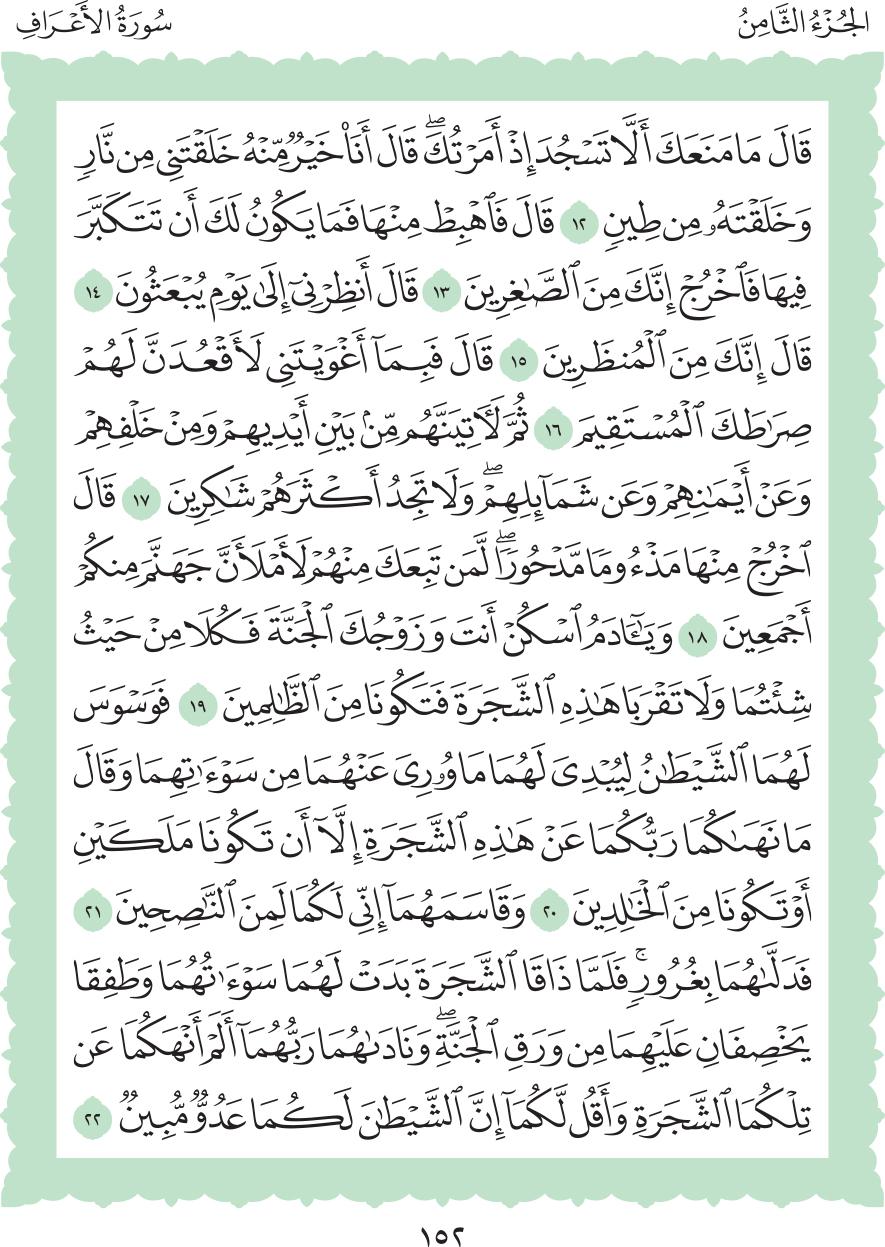 الجُزْءُ الثَّامِنُ
سُورَةُ الأَعْرَافِ
قَالَ مَا مَنَعَكَ أَلَّا تَسْجُدَ إِذْ أَمَرْتُكَۖ قَالَ أَنَا۠ خَيْرٌ مِّنْهُ خَلَقْتَنِي مِن نَّارٍ
وَخَلَقْتَهُۥ مِن طِينٍ ١٢ قَالَ فَٱهْبِطْ مِنْهَا فَمَا يَكُونُ لَكَ أَن تَتَكَبَّرَ
فِيهَا فَٱخْرُجْ إِنَّكَ مِنَ ٱلصَّٰغِرِينَ ١٣ قَالَ أَنظِرْنِيٓ إِلَىٰ يَوْمِ يُبْعَثُونَ ١٤
قَالَ إِنَّكَ مِنَ ٱلْمُنظَرِينَ ١٥ قَالَ فَبِمَآ أَغْوَيْتَنِي لَأَقْعُدَنَّ لَهُمْ
صِرَٰطَكَ ٱلْمُسْتَقِيمَ ١٦ ثُمَّ لَأٓتِيَنَّهُم مِّنۢ بَيْنِ أَيْدِيهِمْ وَمِنْ خَلْفِهِمْ
وَعَنْ أَيْمَٰنِهِمْ وَعَن شَمَآئِلِهِمْۖ وَلَا تَجِدُ أَكْثَرَهُمْ شَٰكِرِينَ ١٧ قَالَ
ٱخْرُجْ مِنْهَا مَذْءُومًا مَّدْحُورًاۖ لَّمَن تَبِعَكَ مِنْهُمْ لَأَمْلَأَنَّ جَهَنَّمَ مِنكُمْ
أَجْمَعِينَ ١٨ وَيَٰٓـَٔادَمُ ٱسْكُنْ أَنتَ وَزَوْجُكَ ٱلْجَنَّةَ فَكُلَا مِنْ حَيْثُ
شِئْتُمَا وَلَا تَقْرَبَا هَٰذِهِ ٱلشَّجَرَةَ فَتَكُونَا مِنَ ٱلظَّٰلِمِينَ ١٩ فَوَسْوَسَ
لَهُمَا ٱلشَّيْطَٰنُ لِيُبْدِيَ لَهُمَا مَا وُۥرِيَ عَنْهُمَا مِن سَوْءَٰتِهِمَا وَقَالَ
مَا نَهَىٰكُمَا رَبُّكُمَا عَنْ هَٰذِهِ ٱلشَّجَرَةِ إِلَّآ أَن تَكُونَا مَلَكَيْنِ
أَوْ تَكُونَا مِنَ ٱلْخَٰلِدِينَ ٢٠ وَقَاسَمَهُمَآ إِنِّي لَكُمَا لَمِنَ ٱلنَّٰصِحِينَ ٢١
فَدَلَّىٰهُمَا بِغُرُورٍۚ فَلَمَّا ذَاقَا ٱلشَّجَرَةَ بَدَتْ لَهُمَا سَوْءَٰتُهُمَا وَطَفِقَا
يَخْصِفَانِ عَلَيْهِمَا مِن وَرَقِ ٱلْجَنَّةِۖ وَنَادَىٰهُمَا رَبُّهُمَآ أَلَمْ أَنْهَكُمَا عَن
تِلْكُمَا ٱلشَّجَرَةِ وَأَقُل لَّكُمَآ إِنَّ ٱلشَّيْطَٰنَ لَكُمَا عَدُوٌّ مُّبِينٌ ٢٢
١٥٢